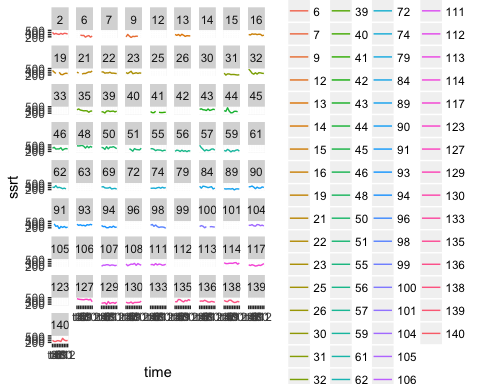 2 6 7 9 12 13 14 15 16
19 21 22 23 25 26 30 31 32
33 35 39 40 41 42 43 44 45
46 48 50 51 55 56 57 59 61
62 63 69 72 74 79 84 89 90
91 93 94 96 98 99 100 101 104
105 106 107 108 111 112 113 114 117
123 127 129 130 133 135 136 138 139
140
ssrt
time
6 39 72 111
7 40 74 112
9 41 79 113
12 42 84 114
13 43 89 117
14 44 90 123
15 45 91 127
16 46 93 129
19 48 94 130
21 50 96 133
22 51 98 135
23 55 99 136
25 56 100 138
26 57 101 139
30 59 104 140
31 61 105
32 62 106